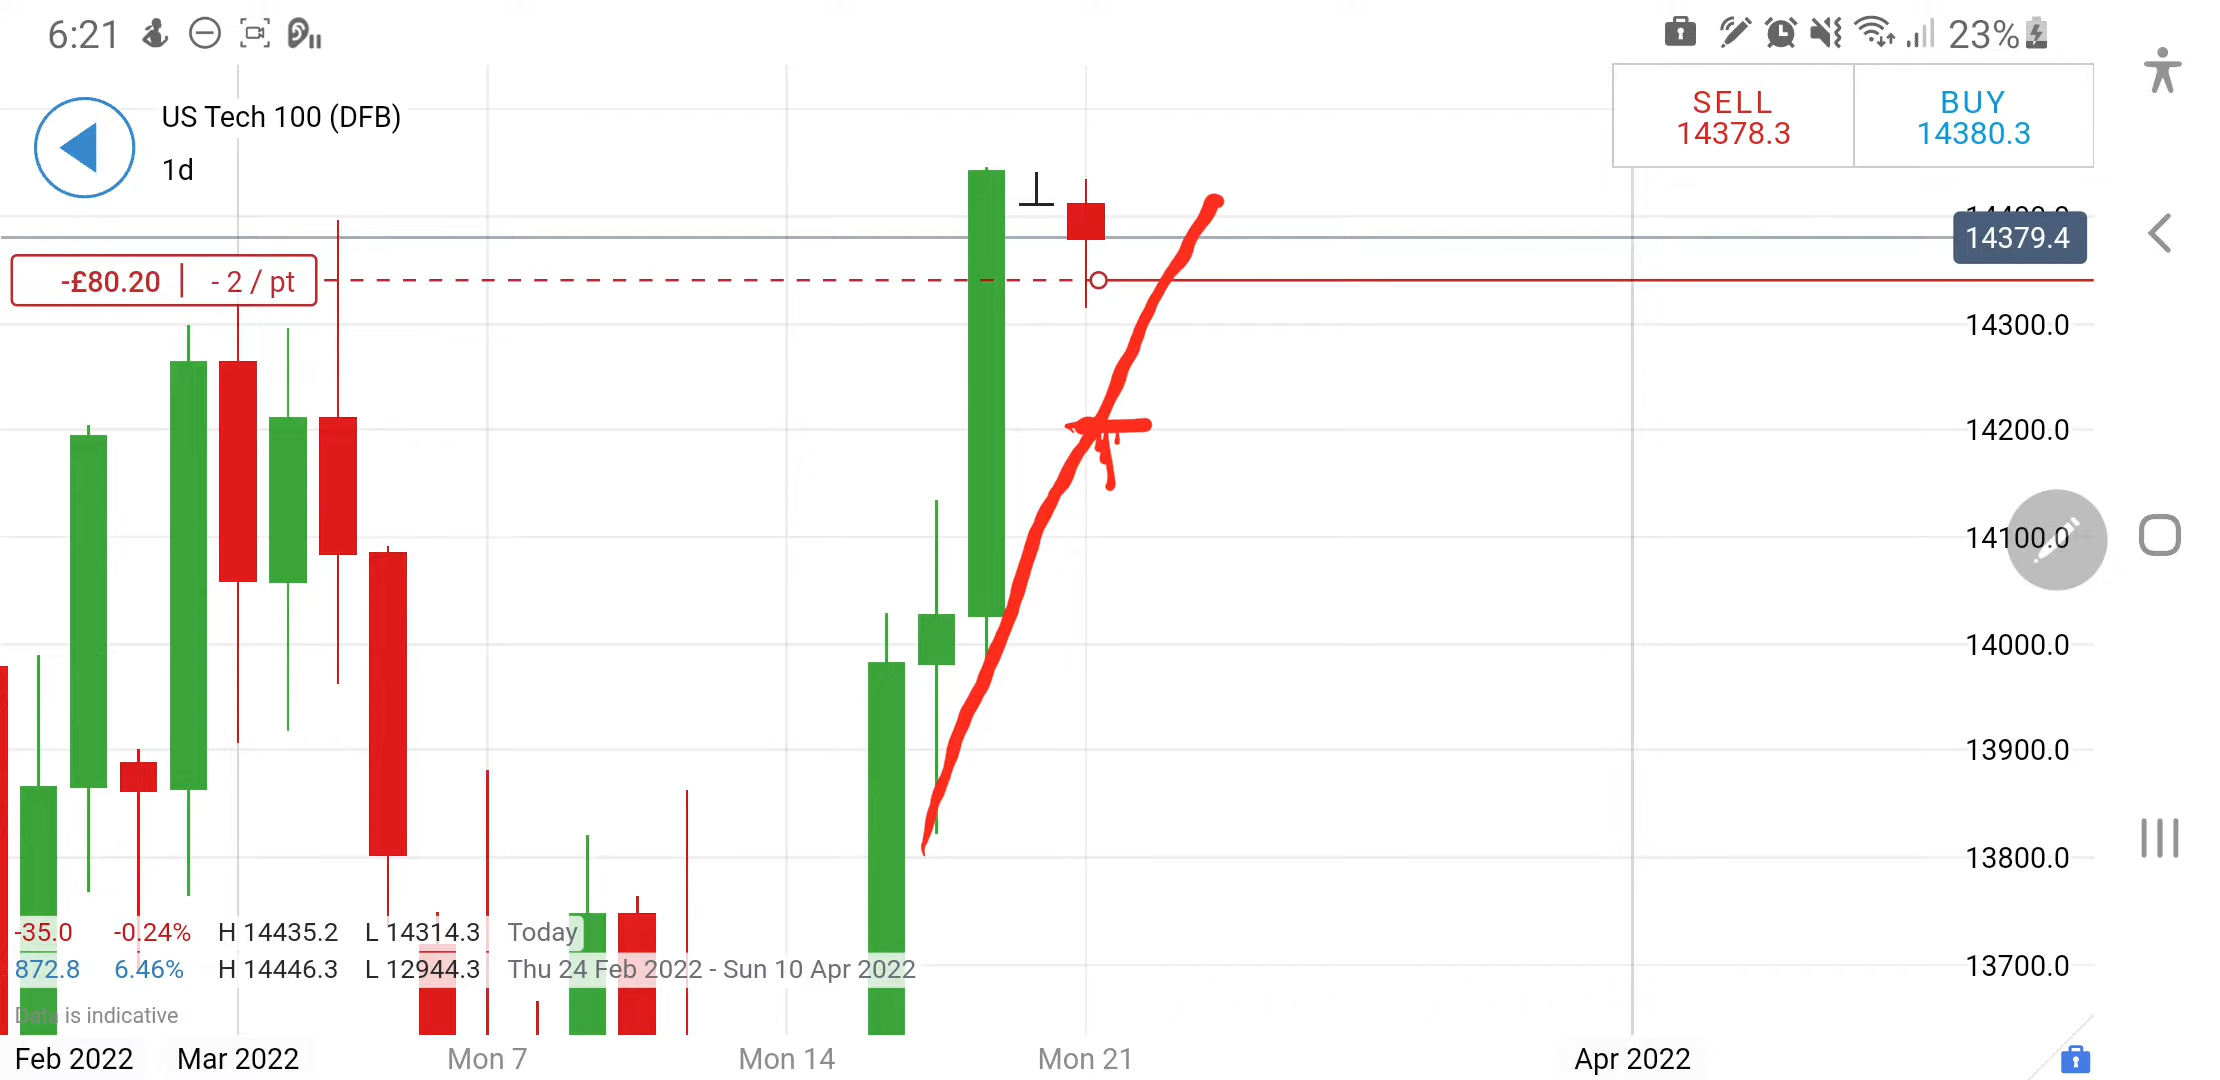 6:21
23%
US Tech 100 (DFB)
1d
SELL
14378.3
BUY
14380.3
14379.4
-£80.20 | - 2 / pt
14300.0
14200.0
14100.0
14000.0
13900.0
13800.0
13700.0
-35.0 -0.24% H 14435.2 L 14314.3 Today
872.8 6.46% H 14446.3 L 12944.3 Thu 24 Feb 2022 - Sun 10 Apr 2022
Data is indicative
Feb 2022 Mar 2022 Mon 7 Mon 14 Mon 21 Apr 2022